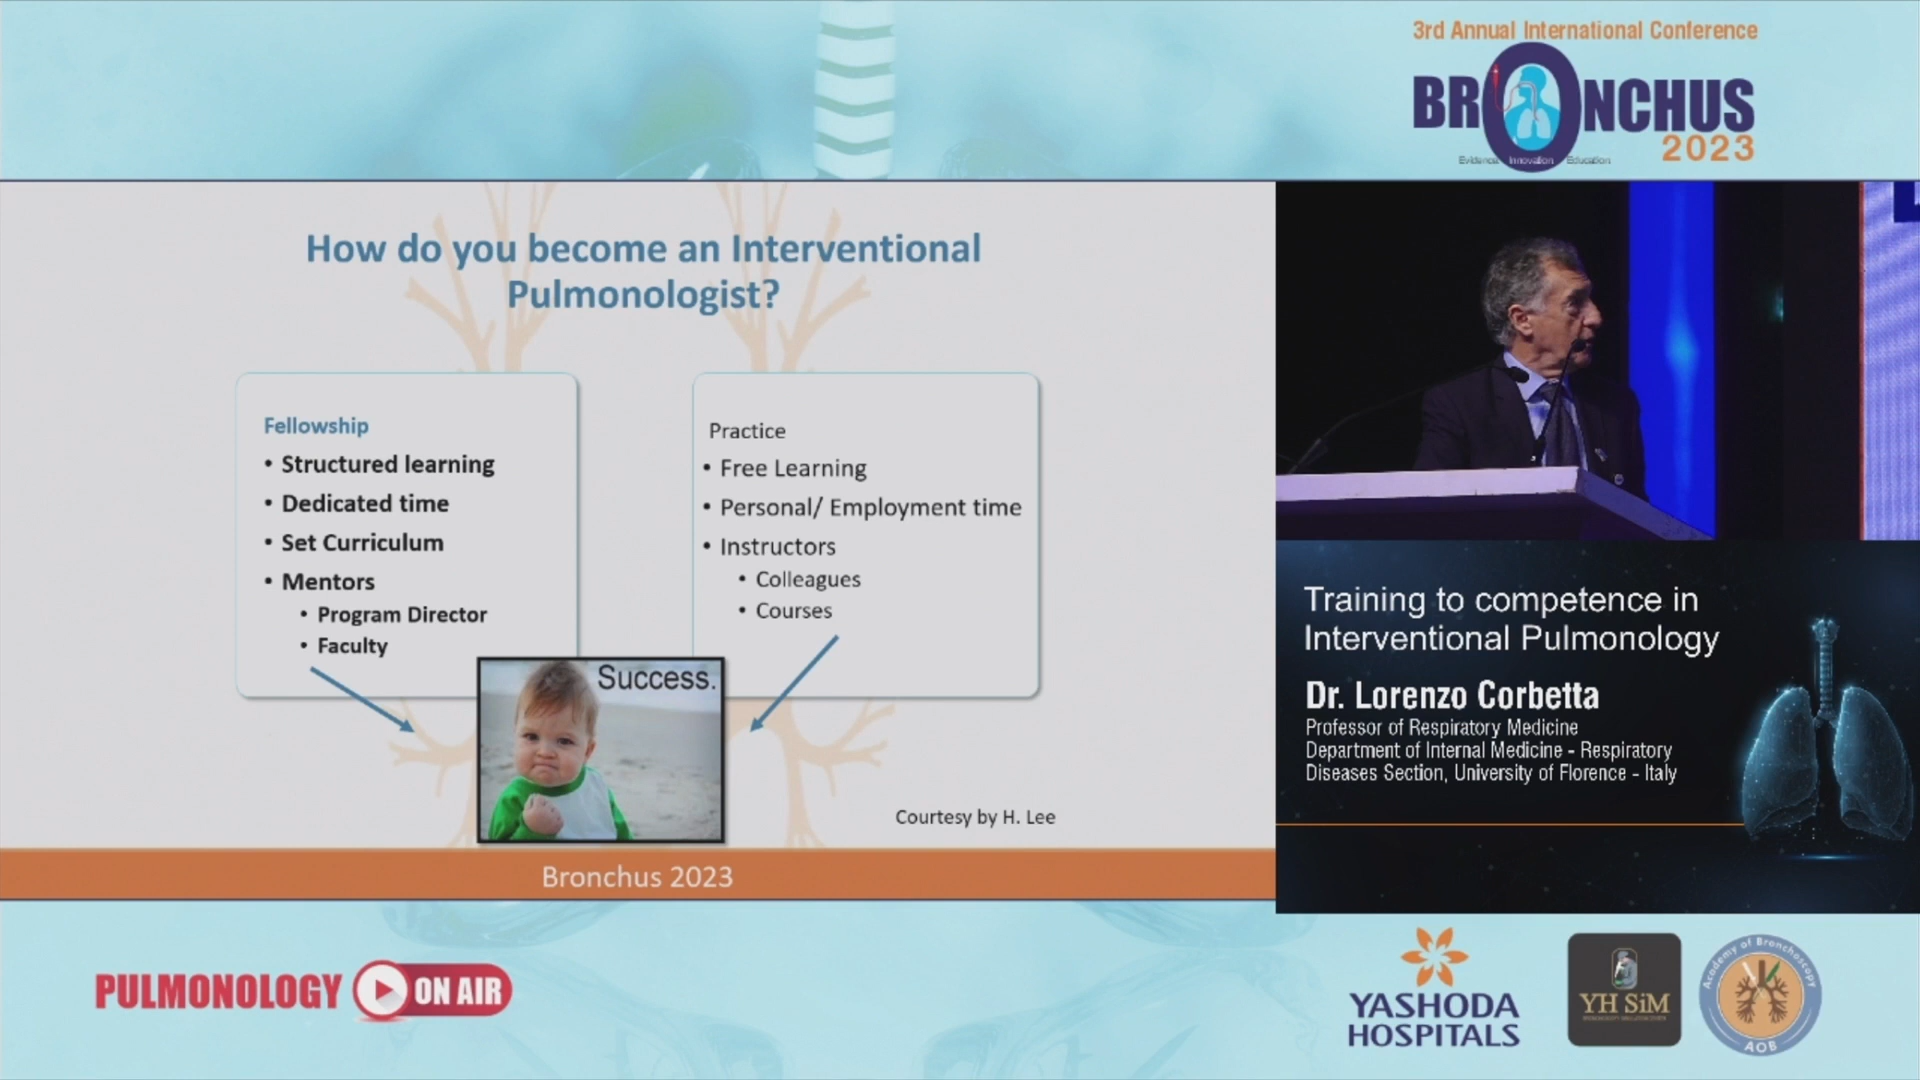 3rd Annual International Conference
BRONCHUS
2023
Evidence Innovation Education
How do you become an Interventional
Pulmonologist?
Fellowship
• Structured learning
• Dedicated time
• Set Curriculum
• Mentors
• Program Director
• Faculty
Practice
• Free Learning
• Personal/ Employment time
• Instructors
• Colleagues
• Courses
Success.
Courtesy by H. Lee
Bronchus 2023
Training to competence in
Interventional Pulmonology
Dr. Lorenzo Corbetta
Professor of Respiratory Medicine
Department of Internal Medicine - Respiratory
Diseases Section, University of Florence - Italy
PULMONOLOGY ON AIR
YASHODA
HOSPITALS
YH SiM
Academy of Bronchoscopy
AOB